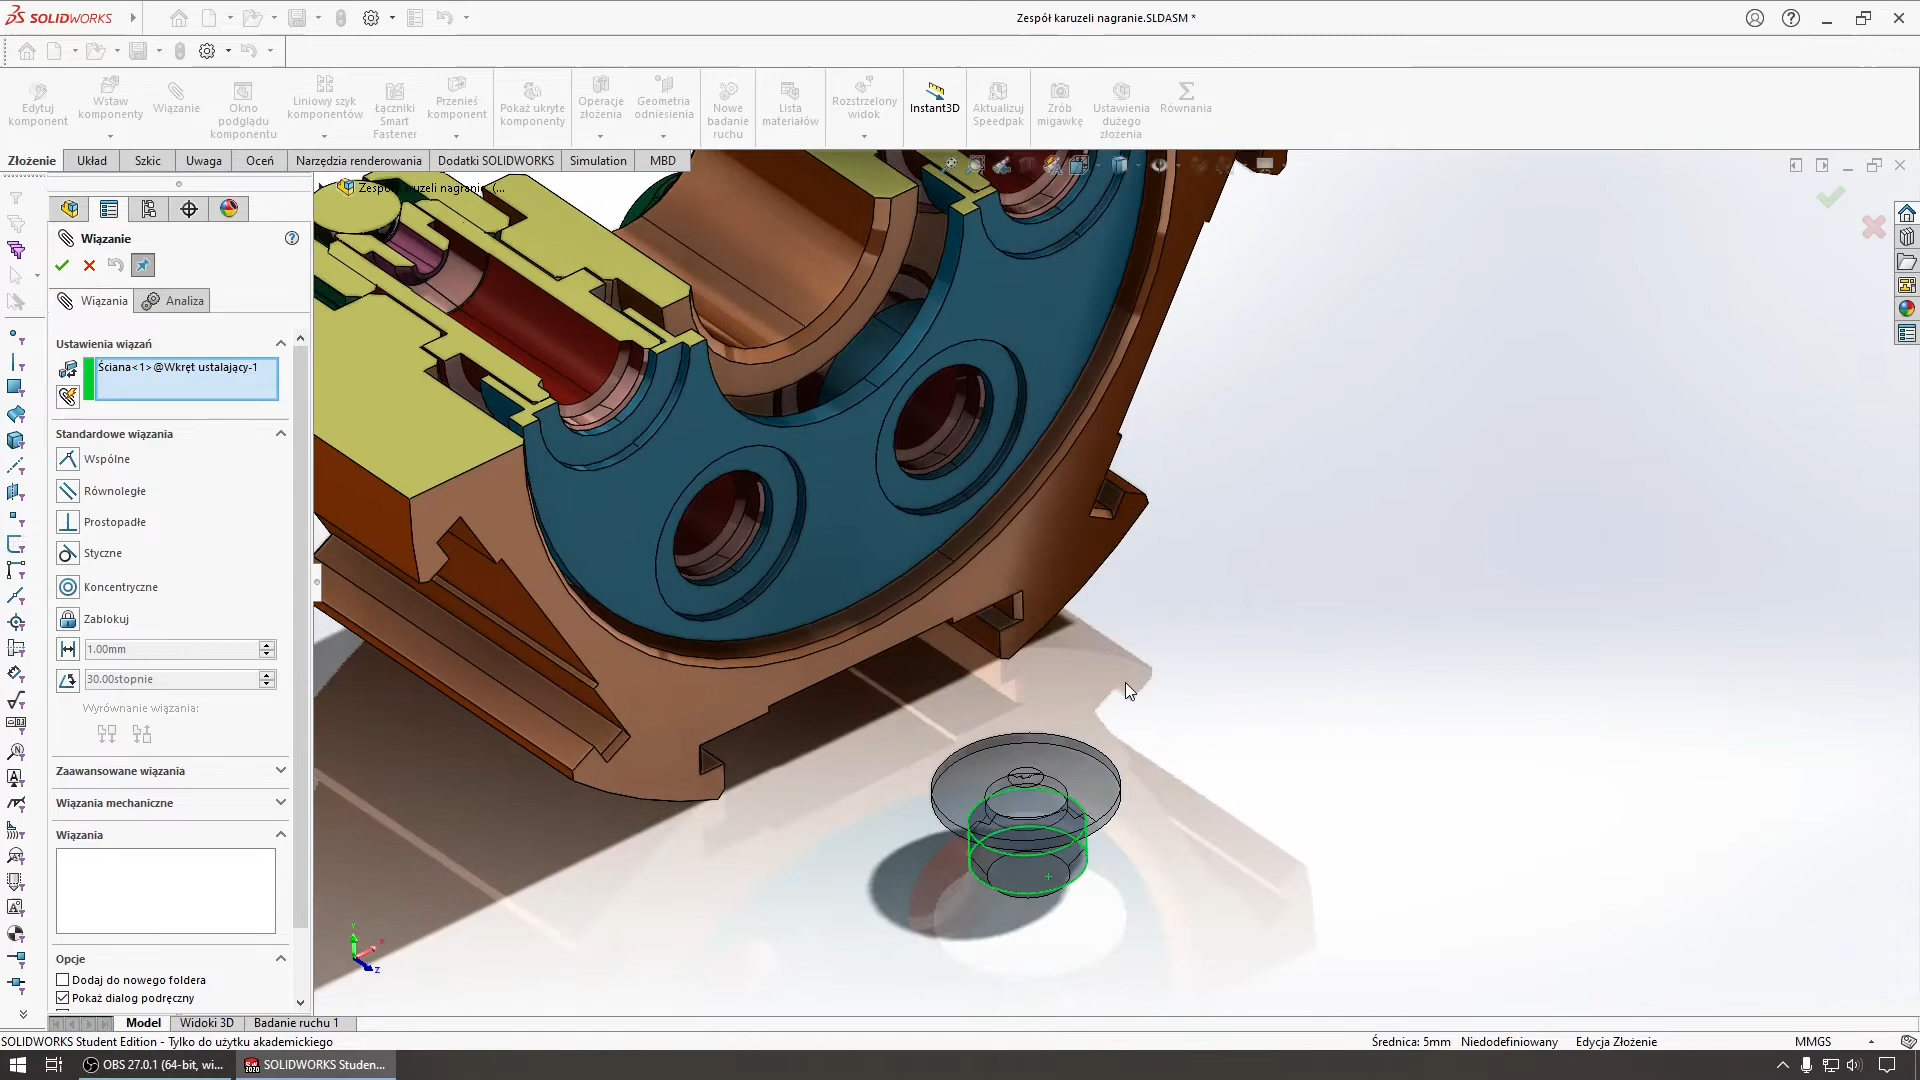 SOLIDWORKS
Zespół karuzeli nagranie.SLDASM *
Edytuj komponent
Wstaw komponenty
Wiązanie
Okno podglądu komponentu
Liniowy szyk komponentów
Łączniki Smart Fastener
Przenieś komponent
Pokaż ukryte komponenty
Operacje złożenia
Geometria odniesienia
Nowe badanie ruchu
Lista materiałów
Rozstrzelony widok
Instant3D
Aktualizuj Speedpak
Zrób migawkę
Ustawienia dużego złożenia
Równania
Złożenie
Układ
Szkic
Uwaga
Oceń
Narzędzia renderowania
Dodatki SOLIDWORKS
Simulation
MBD
Zespół karuzeli nagranie (...
Wiązanie
Wiązania
Analiza
Ustawienia wiązań
Ściana<1>@Wkręt ustalający-1
Standardowe wiązania
Wspólne
Równoległe
Prostopadłe
Styczne
Koncentryczne
Zablokuj
1.00mm
30.00stopnie
Wyrównanie wiązania:
Zaawansowane wiązania
Wiązania mechaniczne
Wiązania
Opcje
Dodaj do nowego foldera
Pokaż dialog podręczny
Model
Widoki 3D
Badanie ruchu 1
SOLIDWORKS Student Edition - Tylko do użytku akademickiego
Średnica: 5mm
Niedodefiniowany
Edycja Złożenie
MMGS
OBS 27.0.1 (64-bit, wi...
SOLIDWORKS Studen...